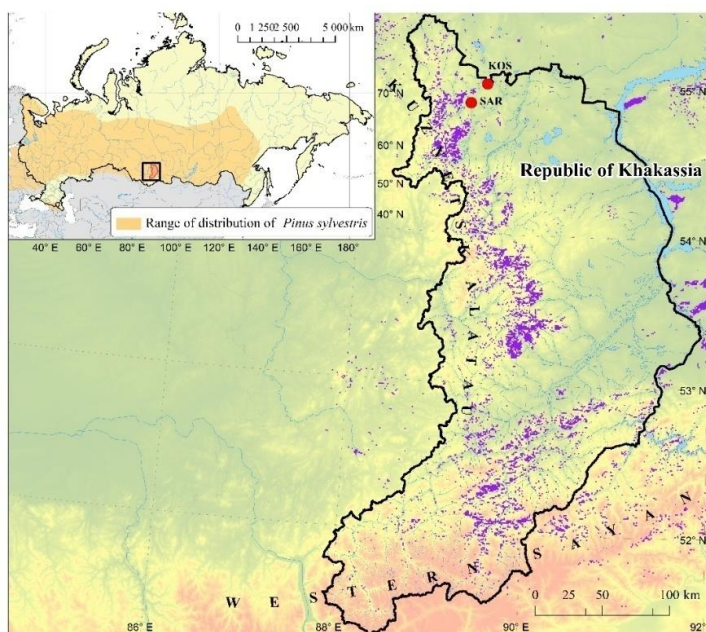 0 1 250 2 500 5 000 km
70° N
60° N
50° N
40° N
Range of distribution of Pinus sylvestris
40° E 60° E 80° E 100° E 120° E 140° E 160° E 180°
KOS
SAR
55° N
Republic of Khakassia
KUZNETSK ALATAU
54° N
53° N
52° N
WESTERN SAYAN
0 25 50 100 km
86° E 88° E 90° E 92°